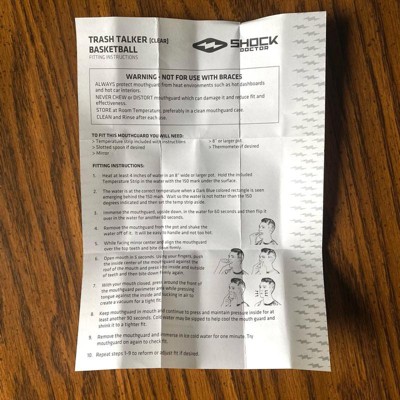 TRASH TALKER [CLEAR]
BASKETBALL
FITTING INSTRUCTIONS
SHOCK
DOCTOR
WARNING - NOT FOR USE WITH BRACES
ALWAYS protect mouthguard from heat environments such as hot dashboards
and hot car interiors.
NEVER CHEW or DISTORT mouthguard which can damage it and reduce fit and
effectiveness.
STORE at Room Temperature, preferably in a clean mouthguard case.
CLEAN and Rinse after each use.
TO FIT THIS MOUTHGUARD YOU WILL NEED:
> Temperature strip included with instructions
> 8" or larger pot
> Slotted spoon if desired
> Thermometer if desired
> Mirror
FITTING INSTRUCTIONS:
1. Heat at least 4 inches of water in an 8" wide or larger pot. Hold the included
Temperature Strip in the water with the 150 mark under the surface.
2. The water is at the correct temperature when a Dark Blue colored rectangle is seen
emerging behind the 150 mark. Wait so the water is not hotter than the 150
degrees indicated and then set the temp strip aside.
3. Immerse the mouthguard, upside down, in the water for 60 seconds and then flip it
over in the water for another 60 seconds.
4. Remove the mouthguard from the pot and shake the
water off of it. It will be easy to handle and not too hot.
5. While facing mirror center and align the mouthguard
over the top teeth and bite down firmly.
6. Open mouth in 5 seconds. Using your fingers, push
the inside center of the mouthguard against the
roof of the mouth and press the inside and outside
of teeth and then bite down firmly again.
7. With your mouth closed, press around the front of
the mouthguard perimeter area while pressing
tongue against the inside and sucking in air to
create a vacuum for a tight fit.
8. Keep mouthguard in mouth and continue to press and maintain pressure inside for at
least another 90 seconds. Cold water may be sipped to help cool the mouth guard and
mould it to a tighter fit.
9. Remove the mouthguard and immerse in ice cold water for one minute. Try
mouthguard on again to check fit.
10. Repeat steps 1-9 to reform or adjust fit if desired.